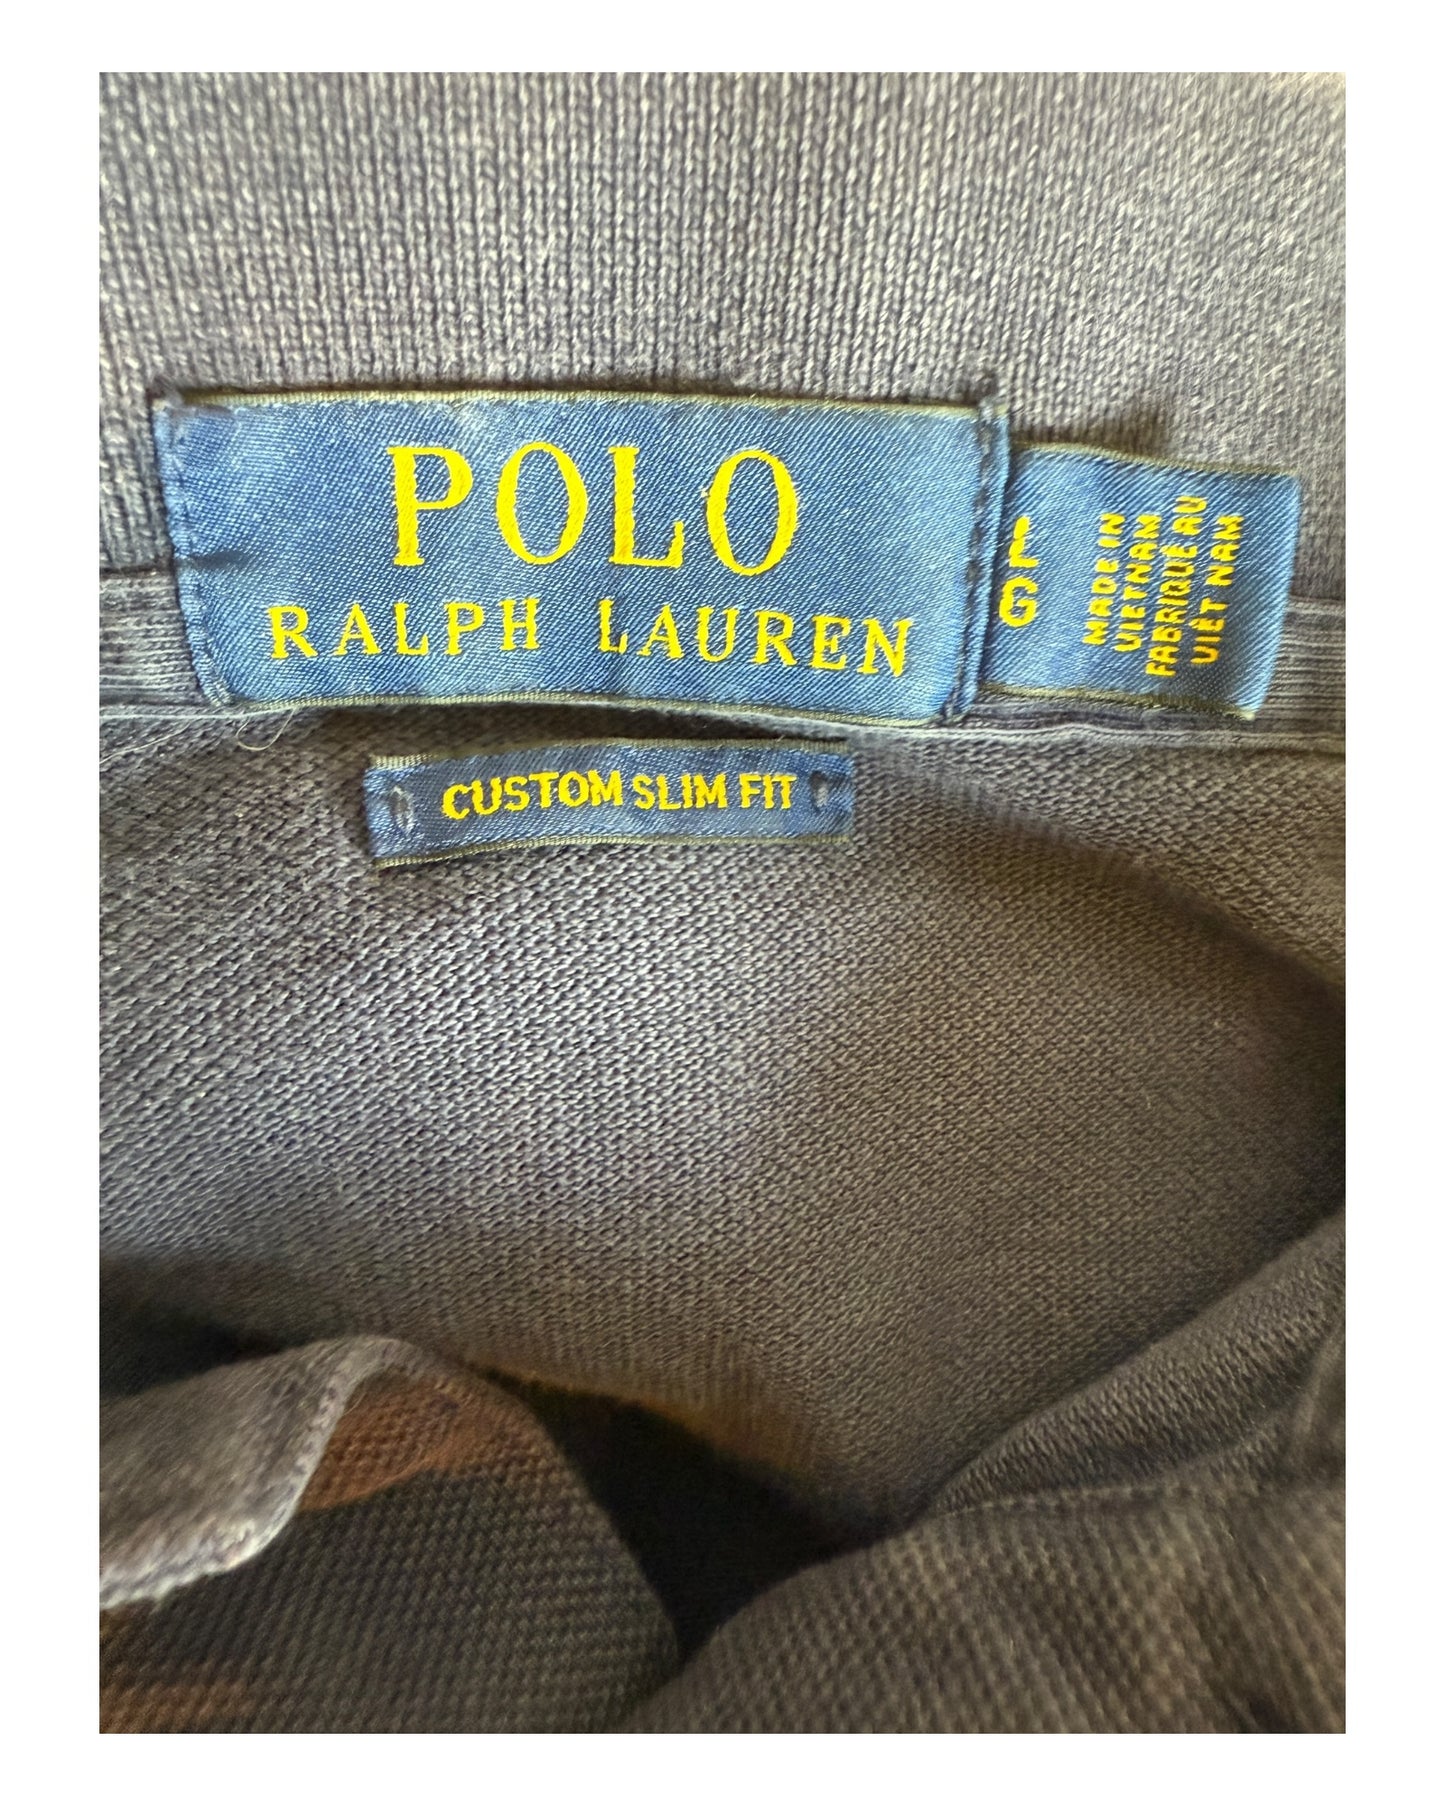 POLO
RALPH LAUREN
L
G
MADE IN
VIETNAM
FABRIQUÉ AU
VIÊT NAM
CUSTOM SLIM FIT